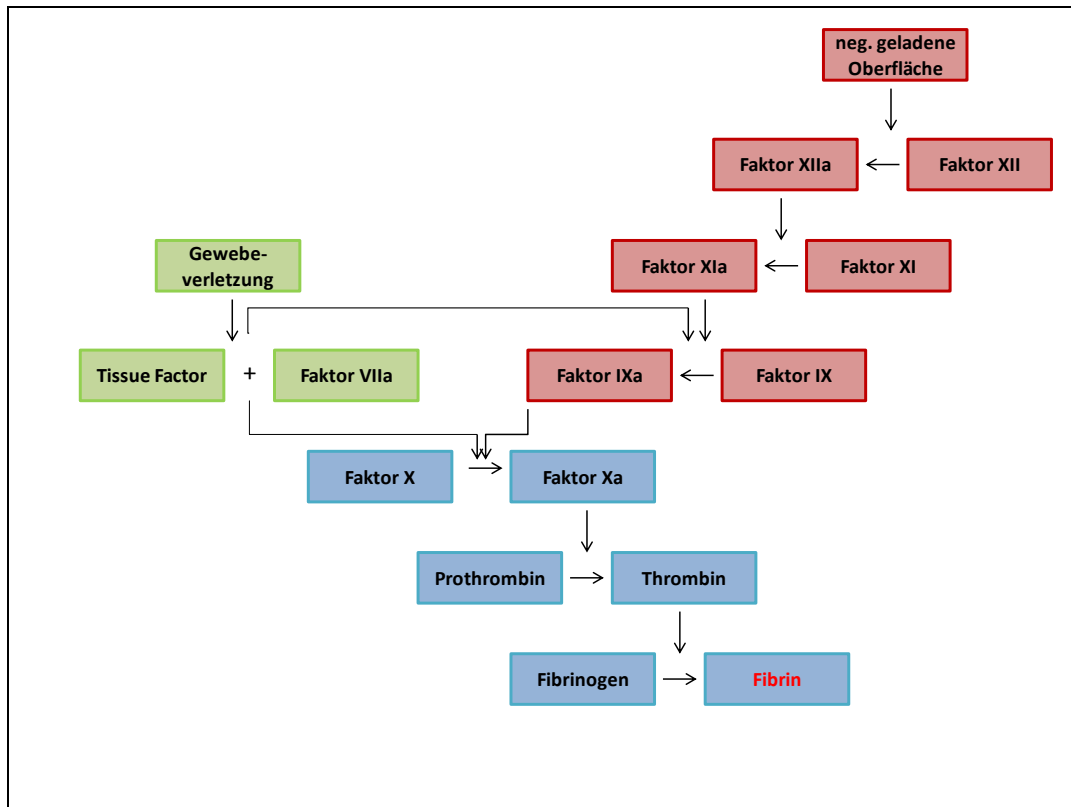 neg. geladene
Oberfläche
Faktor XIIa
Faktor XII
Gewebe-
verletzung
Faktor XIa
Faktor XI
Tissue Factor
+
Faktor VIIa
Faktor IXa
Faktor IX
Faktor X
Faktor Xa
Prothrombin
Thrombin
Fibrinogen
Fibrin